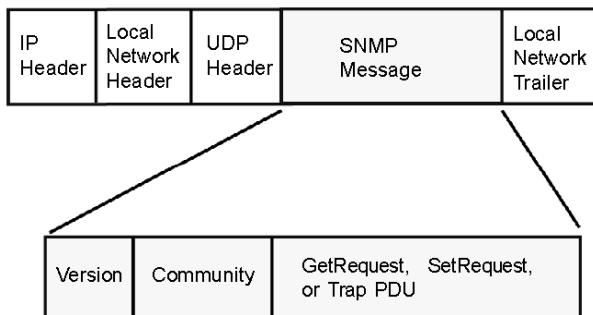 IP
Header
Local
Network
Header
UDP
Header
SNMP
Message
Local
Network
Trailer
Version
Community
GetRequest, SetRequest,
or Trap PDU